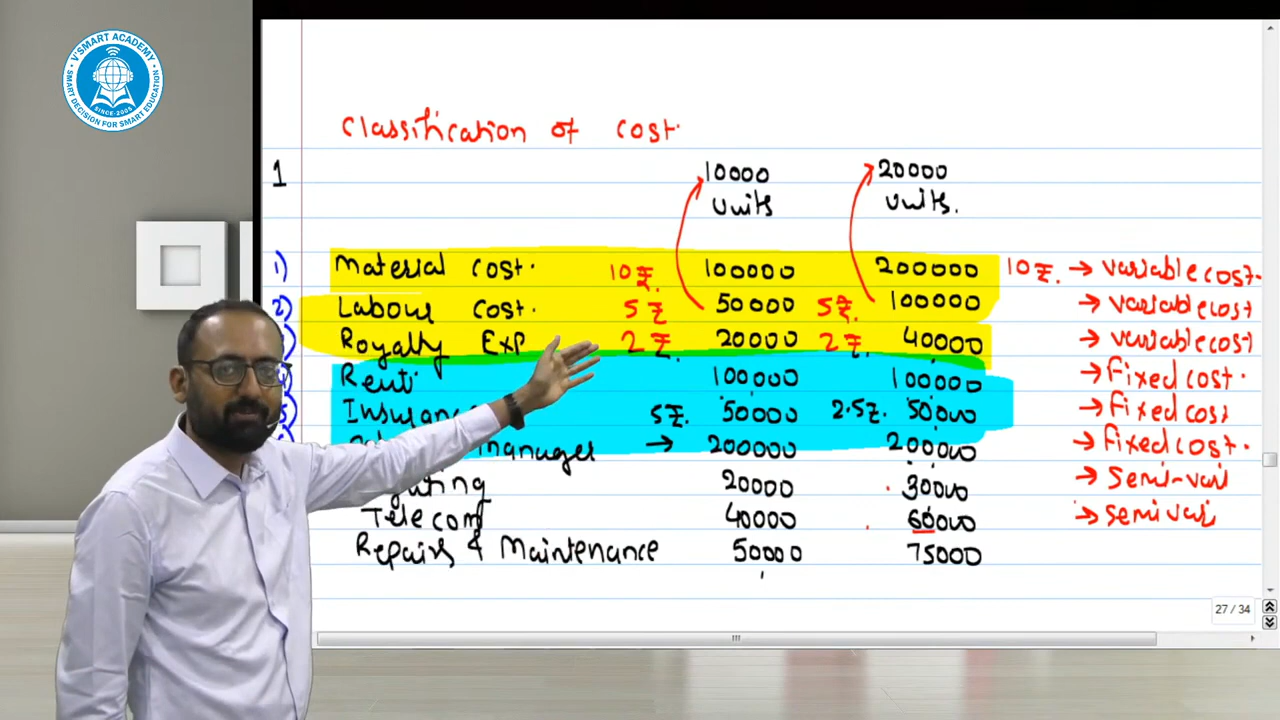 V'SMART ACADEMY
SMART DECISION FOR SMART EDUCATION
SINCE-2005
Classification of cost.
1 10000 20000
Units Units.
1) Material cost. 10₹. 100000 200000 10₹. → variable cost.
2) Labour cost. 5₹ 50000 5₹. 100000 → variable cost
Royalty Exp 2₹. 20000 2₹. 40000 → variable cost
Rent 100000 100000 → fixed cost.
5₹. 50000 2.5₹. 50000 → fixed cost
manager → 200000 200000 → fixed cost.
20000 30000 → semi-vari
Telecom 40000 60000 → semi vari
Repairs & Maintenance 50000 75000
27 / 34